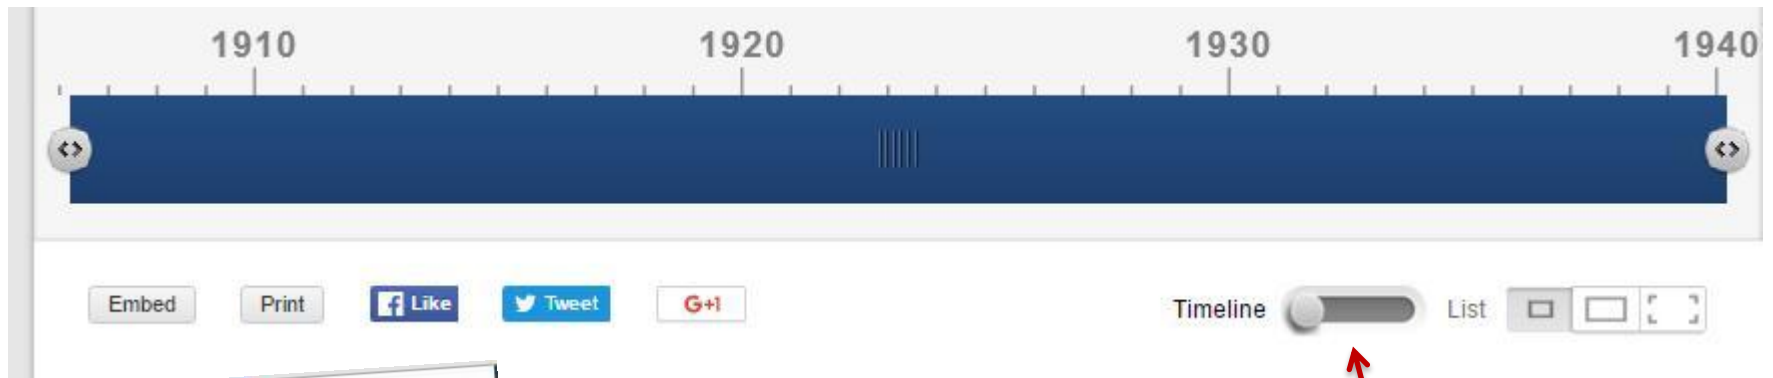 1910 1920 1930 1940
Embed Print Like Tweet G+1 Timeline List